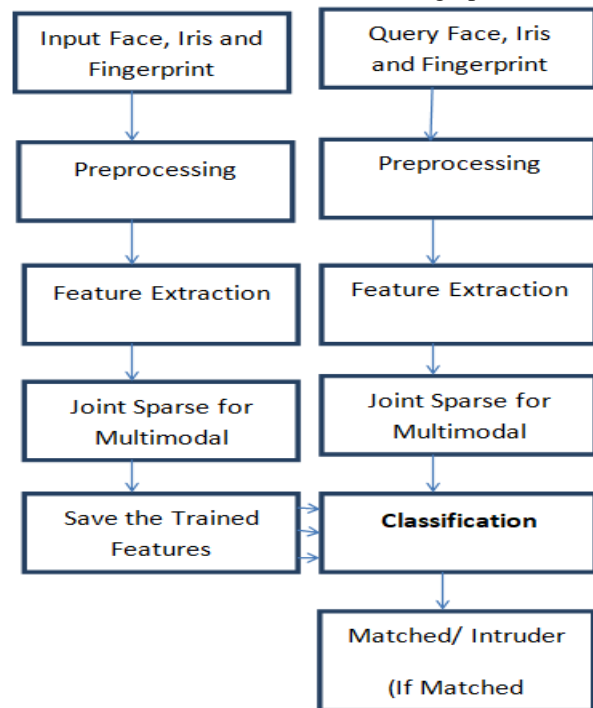 Input Face, Iris and
Fingerprint
Preprocessing
Feature Extraction
Joint Sparse for
Multimodal
Save the Trained
Features
Query Face, Iris
and Fingerprint
Preprocessing
Feature Extraction
Joint Sparse for
Multimodal
Classification
Matched/ Intruder
(If Matched